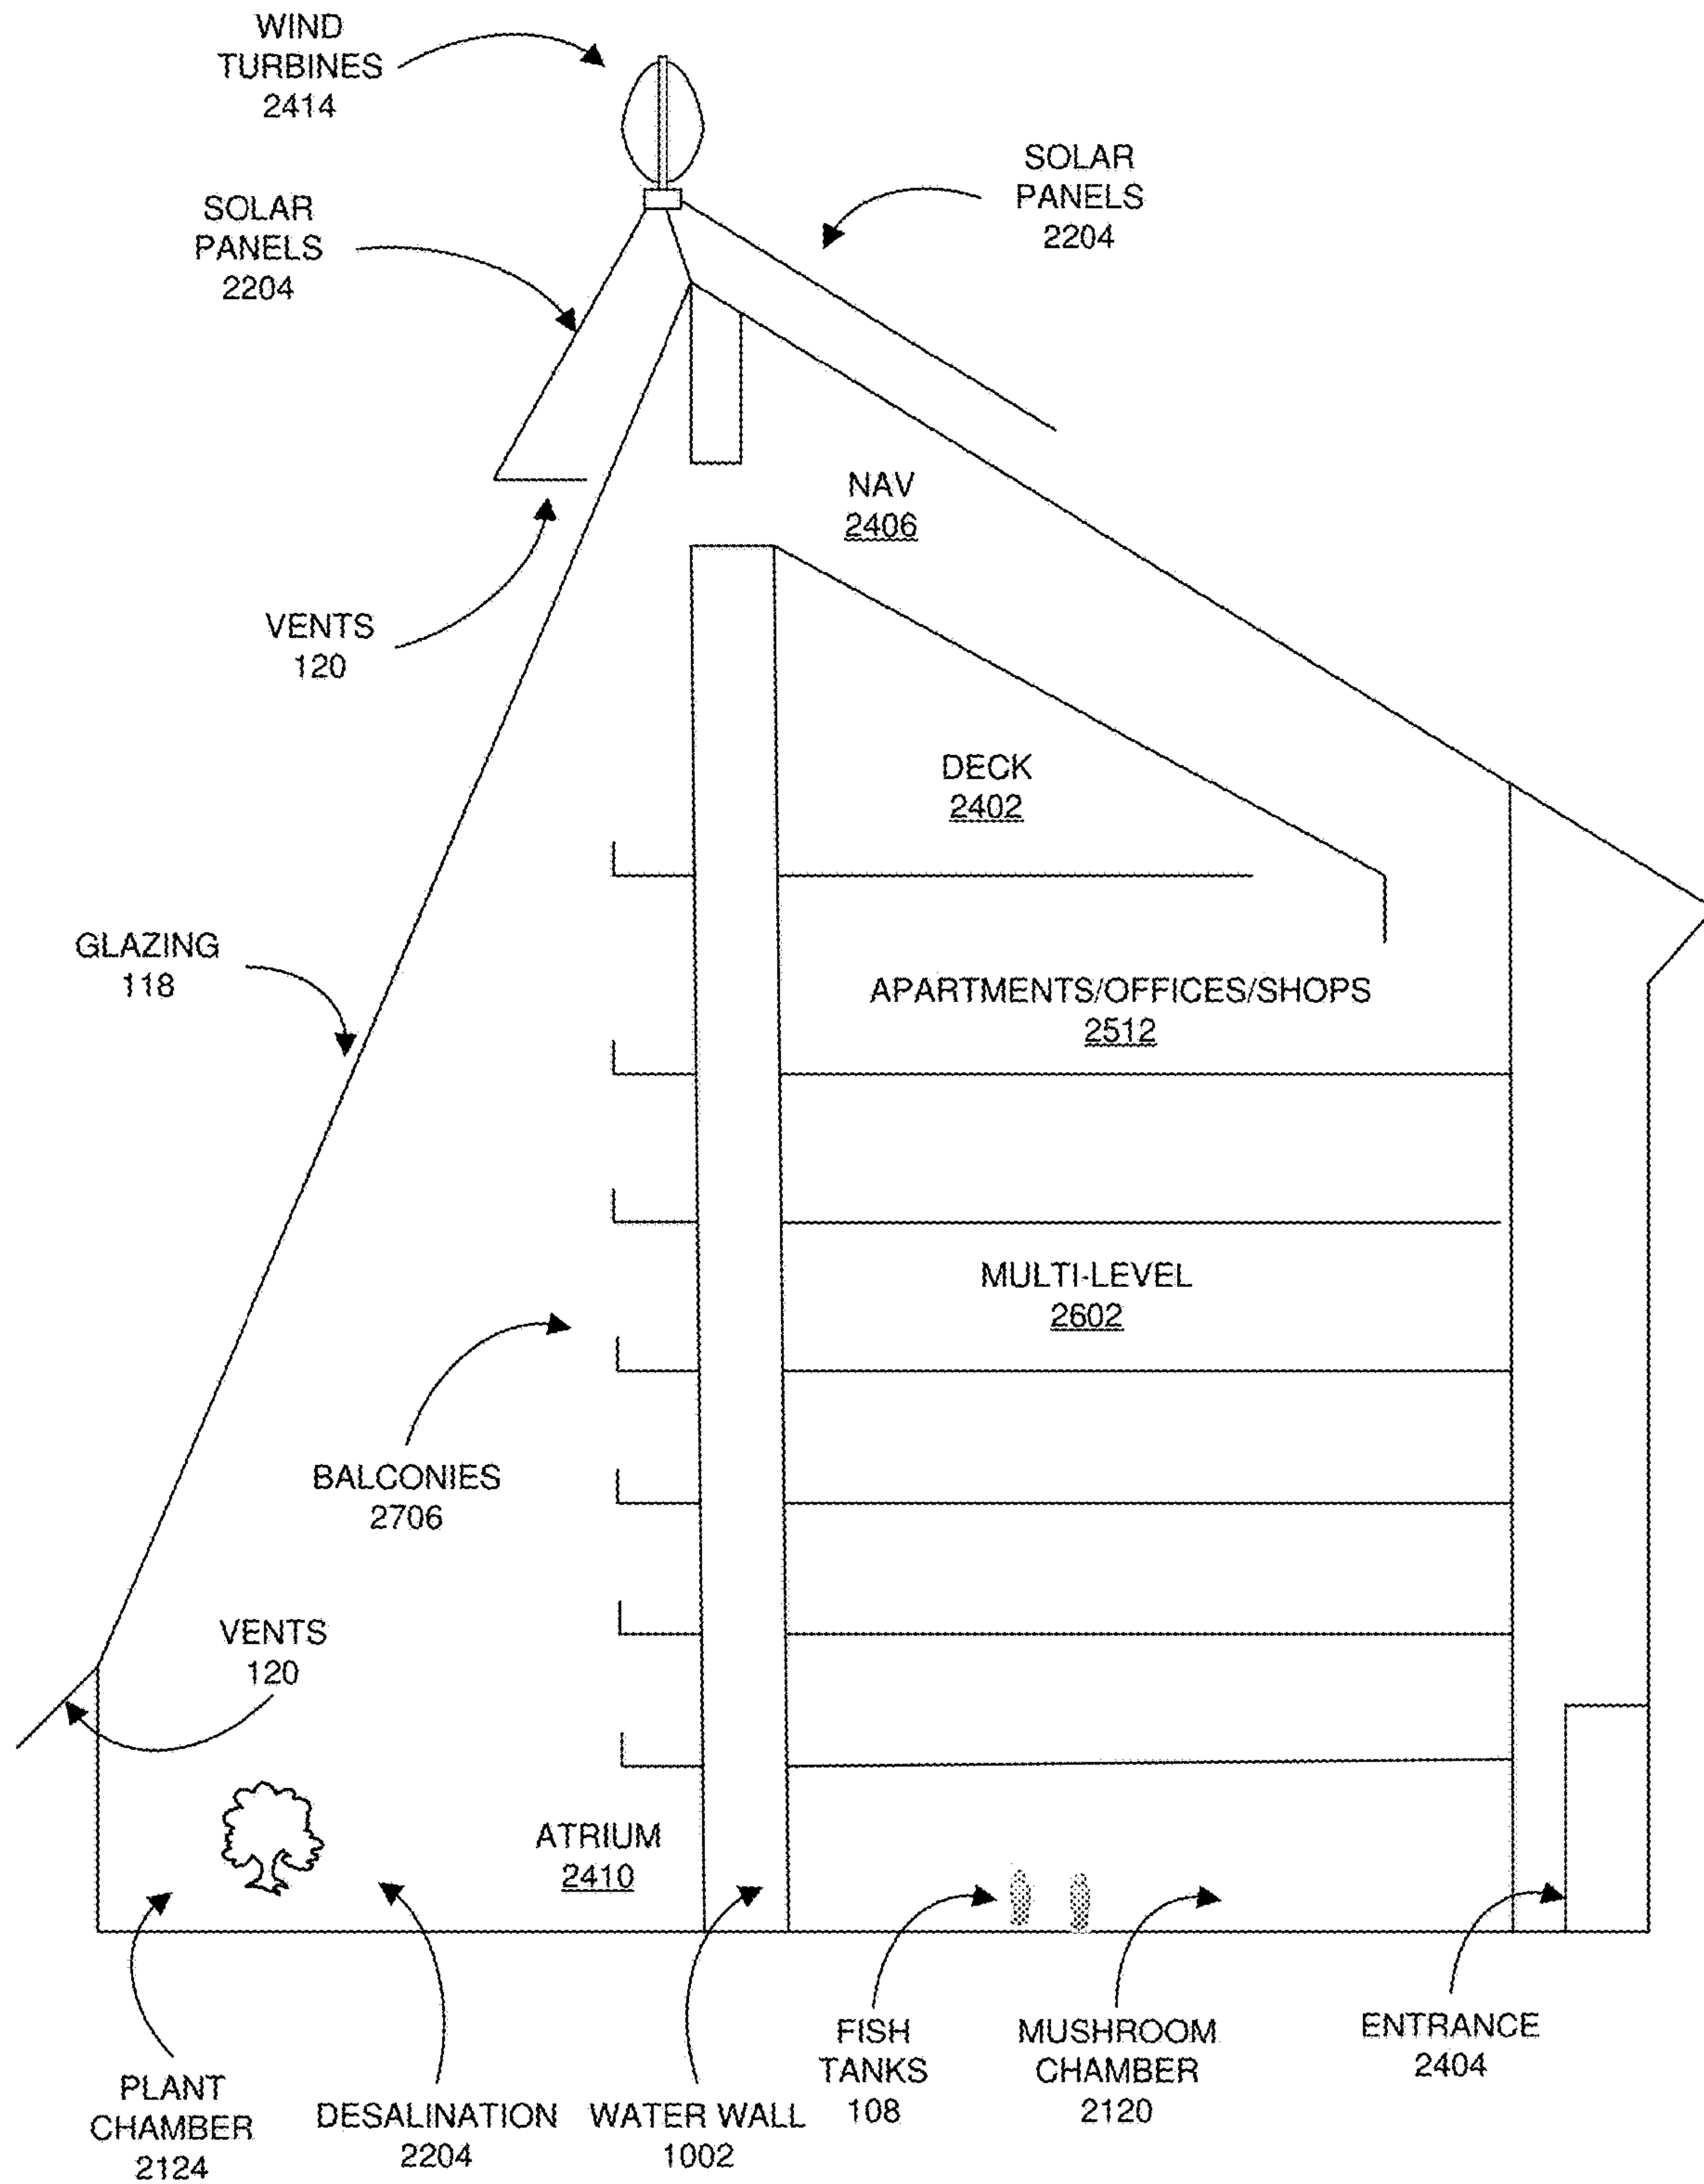 WIND
TURBINES
2414
SOLAR
PANELS
2204
SOLAR
PANELS
2204
NAV
2406
VENTS
120
DECK
2402
GLAZING
118
APARTMENTS/OFFICES/SHOPS
2512
MULTI-LEVEL
2602
BALCONIES
2706
VENTS
120
ATRIUM
2410
PLANT
CHAMBER
2124
DESALINATION
2204
WATER WALL
1002
FISH
TANKS
108
MUSHROOM
CHAMBER
2120
ENTRANCE
2404